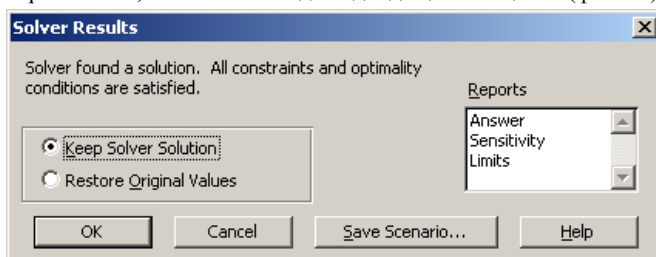 Solver Results
Solver found a solution. All constraints and optimality
conditions are satisfied.
Reports
Answer
Sensitivity
Limits
Keep Solver Solution
Restore Original Values
OK
Cancel
Save Scenario...
Help